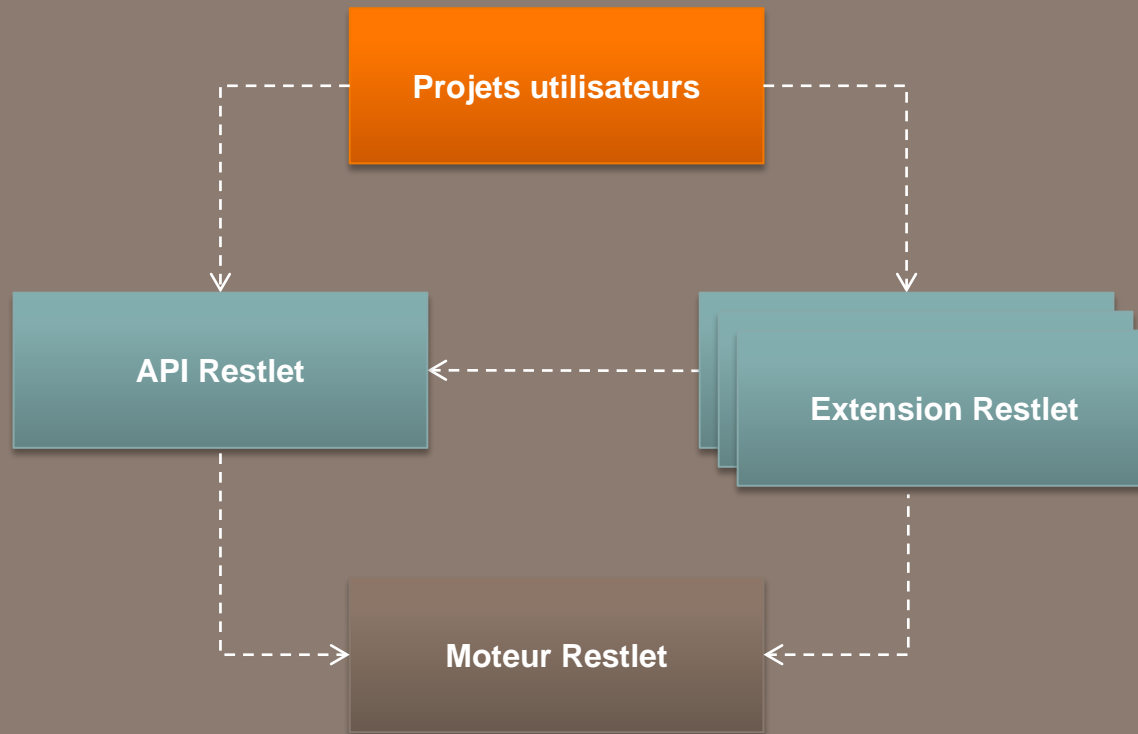 Projets utilisateurs
API Restlet
Extension Restlet
Moteur Restlet